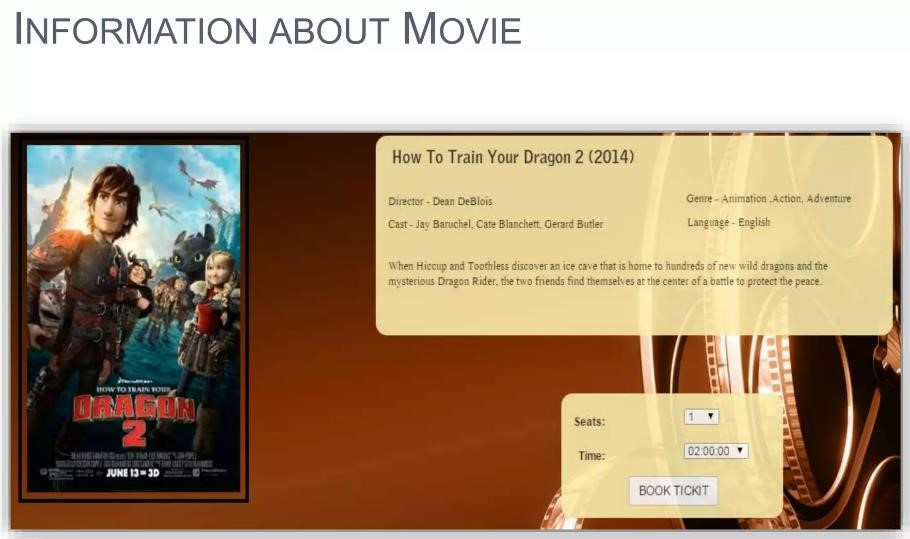 INFORMATION ABOUT MOVIE
How To Train Your Dragon 2 (2014)
Director - Dean DeBlois
Genre - Animation ,Action, Adventure
Cast - Jay Baruchel, Cate Blanchett, Gerard Butler
Language - English
When Hiccup and Toothless discover an ice cave that is home to hundreds of new wild dragons and the
mysterious Dragon Rider, the two friends find themselves at the center of a battle to protect the peace.
HOW TO TRAIN YOUR
DRAGON
2
JUNE 13 IN 3D
Seats:
1
Time:
02:00:00
BOOK TICKIT